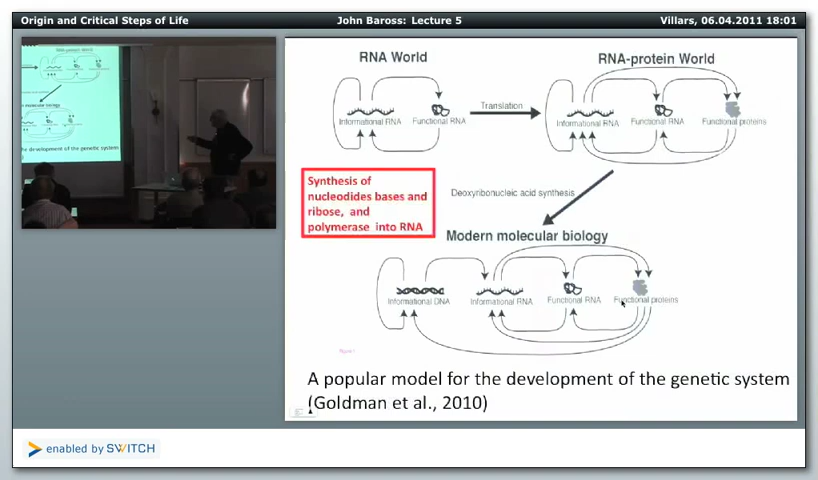 Origin and Critical Steps of Life
John Baross: Lecture 5
Villars, 06.04.2011 18:01
RNA World
RNA-protein World
Translation
Informational RNA
Functional RNA
Informational RNA
Functional RNA
Functional proteins
Synthesis of
nucleodides bases and
ribose, and
polymerase into RNA
Deoxyribonucleic acid synthesis
Modern molecular biology
Informational DNA
Informational RNA
Functional RNA
Functional proteins
A popular model for the development of the genetic system
(Goldman et al., 2010)
enabled by SWITCH